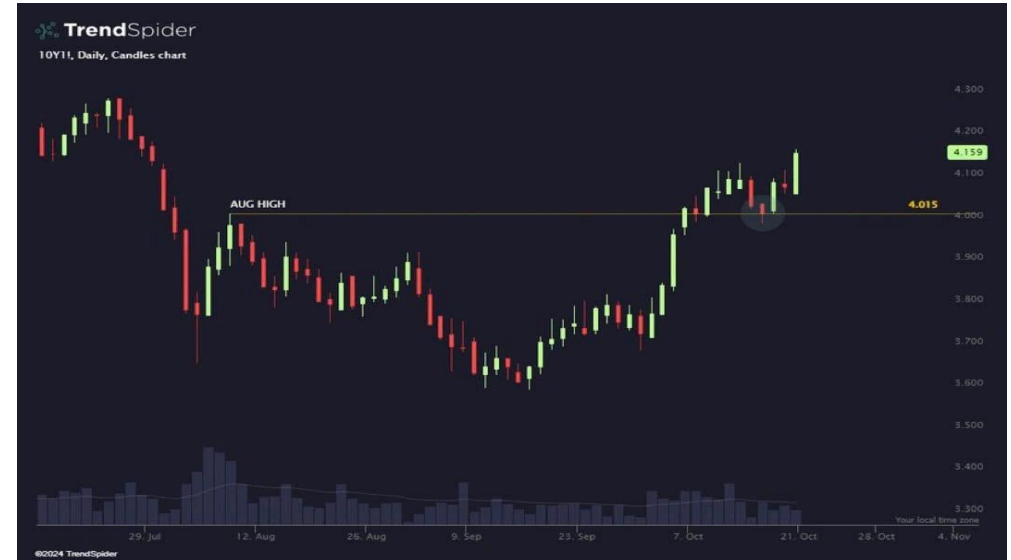 TrendSpider
10Y1!, Daily, Candles chart
4.300
4.200
4.159
4.100
AUG HIGH
4.015
4.000
3.900
3.800
3.700
3.600
3.500
3.400
3.300
Your local time zone
29. Jul
12. Aug
26. Aug
9. Sep
23. Sep
7. Oct
21. Oct
28. Oct
4. Nov
©2024 TrendSpider